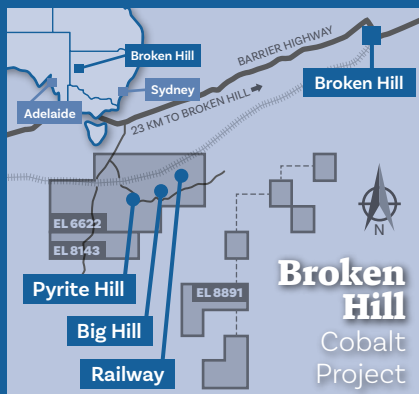 Broken Hill
Sydney
Adelaide
BARRIER HIGHWAY
23 KM TO BROKEN HILL
Broken Hill
EL 6622
EL 8143
EL 8891
N
Pyrite Hill
Big Hill
Railway
Broken
Hill
Cobalt
Project